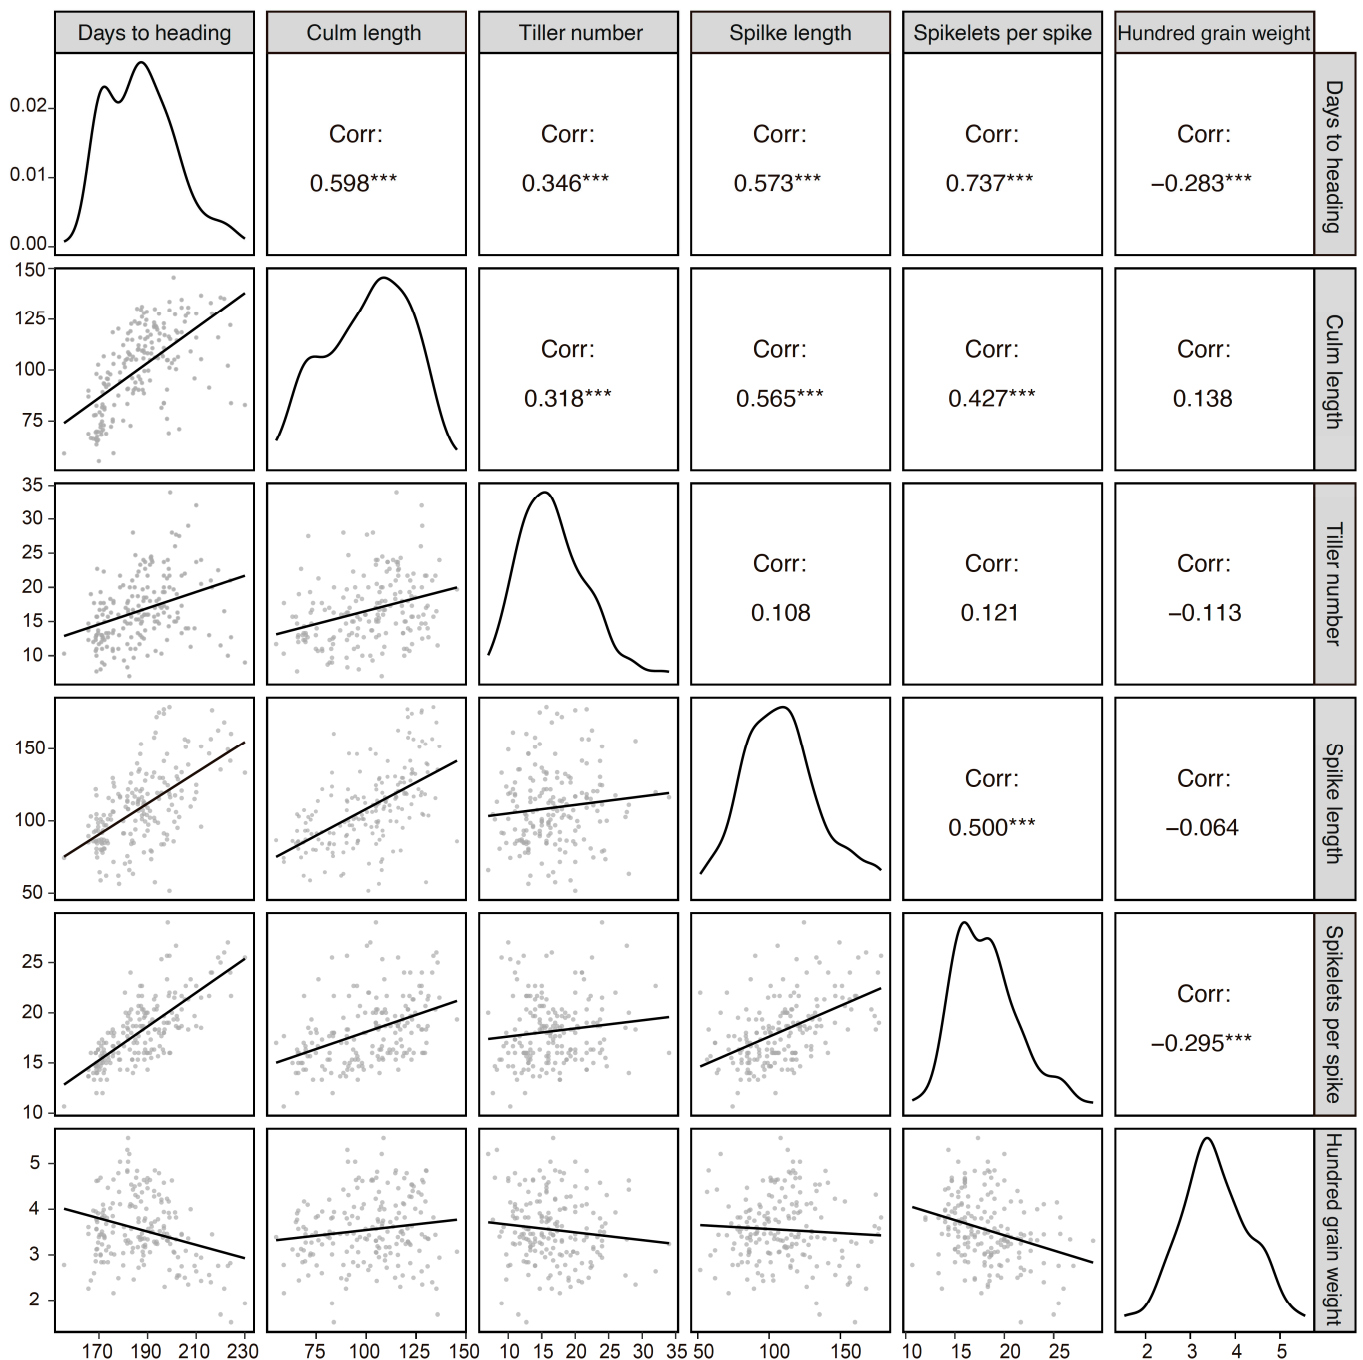 Days to heading Culm length Tiller number Spilke length Spikelets per spike Hundred grain weight
0.02
0.01
0.00
Corr:
0.598***
Corr:
0.346***
Corr:
0.573***
Corr:
0.737***
Corr:
−0.283***
Days to heading
150
125
100
75
Corr:
0.318***
Corr:
0.565***
Corr:
0.427***
Corr:
0.138
Culm length
35
30
25
20
15
10
Corr:
0.108
Corr:
0.121
Corr:
−0.113
Tiller number
150
100
50
Corr:
0.500***
Corr:
-0.064
Spilke length
25
20
15
10
Corr:
−0.295***
Spikelets per spike
5
4
3
2
Hundred grain weight
170 190 210 230
75 100 125 150
10 15 20 25 30 35
50 100 150
10 15 20 25
2 3 4 5